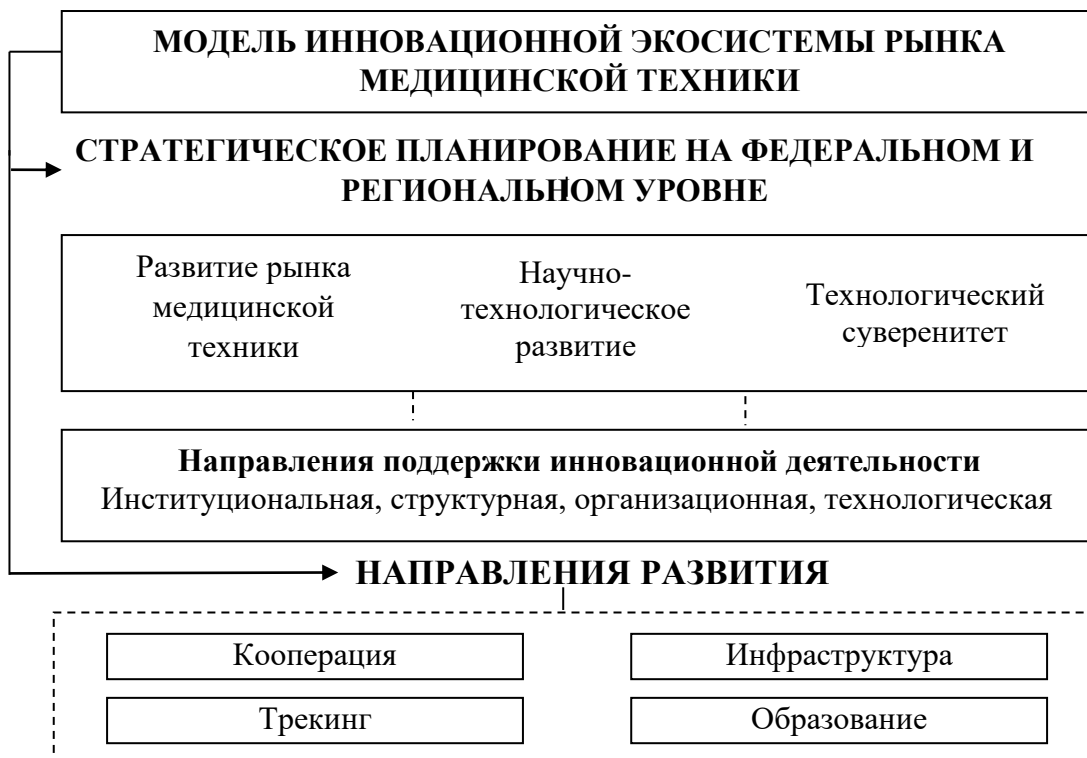 МОДЕЛЬ ИННОВАЦИОННОЙ ЭКОСИСТЕМЫ РЫНКА
МЕДИЦИНСКОЙ ТЕХНИКИ
СТРАТЕГИЧЕСКОЕ ПЛАНИРОВАНИЕ НА ФЕДЕРАЛЬНОМ И
РЕГИОНАЛЬНОМ УРОВНЕ
Развитие рынка
медицинской
техники
Научно-
технологическое
развитие
Технологический
суверенитет
Направления поддержки инновационной деятельности
Институциональная, структурная, организационная, технологическая
НАПРАВЛЕНИЯ РАЗВИТИЯ
Кооперация
Инфраструктура
Трекинг
Образование